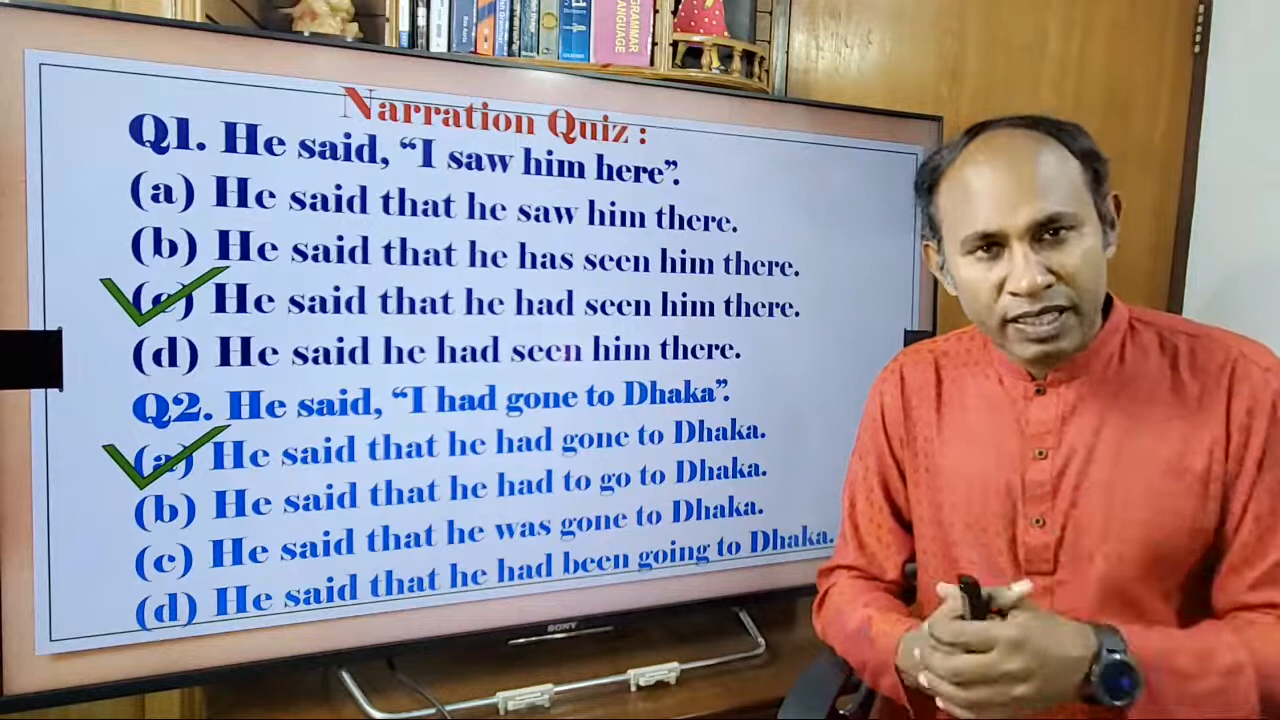 GRAMMAR
LANGUAGE
Narration Quiz :
Q1. He said, “I saw him here”.
(a) He said that he saw him there.
(b) He said that he has seen him there.
(c) He said that he had seen him there.
(d) He said he had seen him there.
Q2. He said, “I had gone to Dhaka”.
(a) He said that he had gone to Dhaka.
(b) He said that he had to go to Dhaka.
(c) He said that he was gone to Dhaka.
(d) He said that he had been going to Dhaka.
SONY